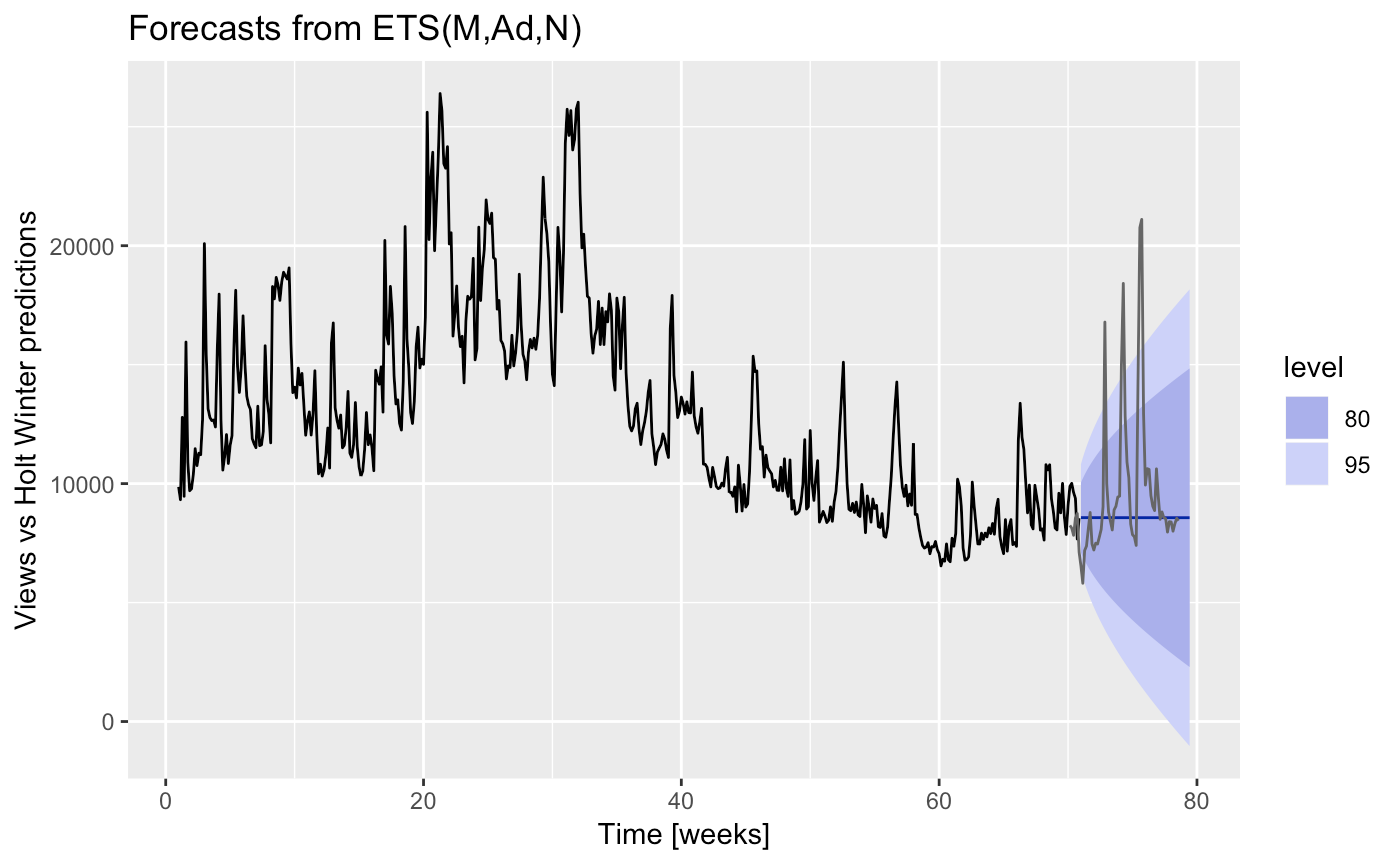 Forecasts from ETS(M,Ad,N)
Views vs Holt Winter predictions
20000
10000
0
0 20 40 60 80
Time [weeks]
level
80
95